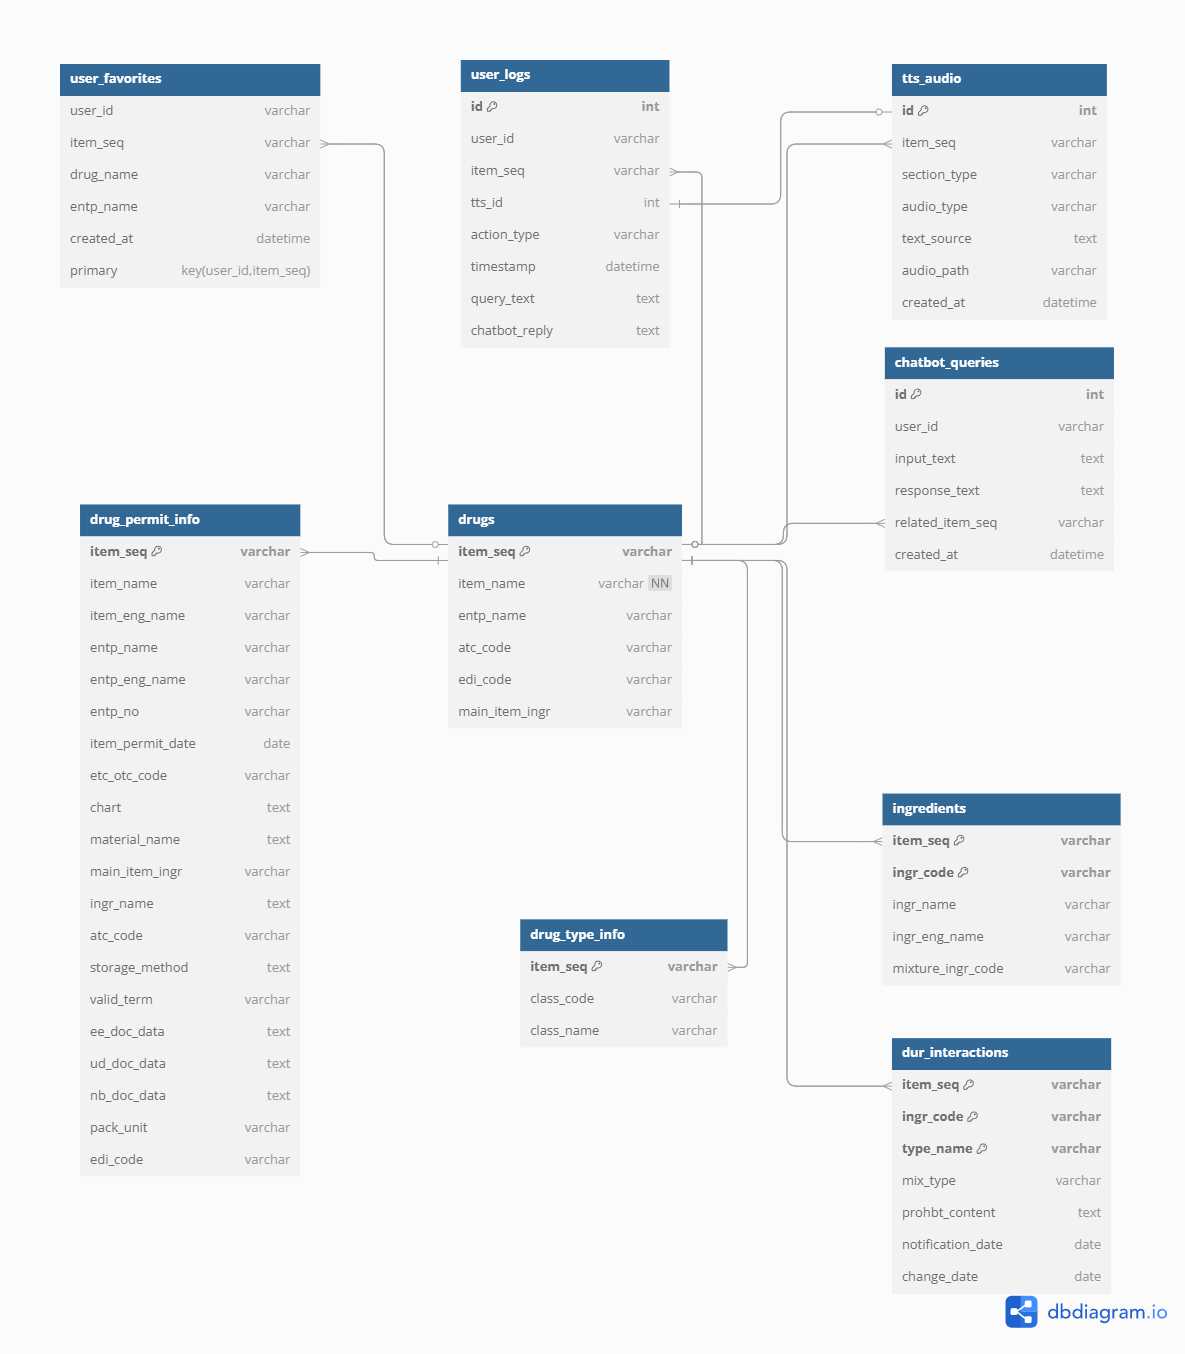 user_favorites
user_id varchar
item_seq varchar
drug_name varchar
entp_name varchar
created_at datetime
primary key(user_id,item_seq)
user_logs
id int
user_id varchar
item_seq varchar
tts_id int
action_type varchar
timestamp datetime
query_text text
chatbot_reply text
tts_audio
id int
item_seq varchar
section_type varchar
audio_type varchar
text_source text
audio_path varchar
created_at datetime
chatbot_queries
id int
user_id varchar
input_text text
response_text text
related_item_seq varchar
created_at datetime
drug_permit_info
item_seq varchar
item_name varchar
item_eng_name varchar
entp_name varchar
entp_eng_name varchar
entp_no varchar
item_permit_date date
etc_otc_code varchar
chart text
material_name text
main_item_ingr varchar
ingr_name text
atc_code varchar
storage_method text
valid_term varchar
ee_doc_data text
ud_doc_data text
nb_doc_data text
pack_unit varchar
edi_code varchar
drugs
item_seq varchar
item_name varchar NN
entp_name varchar
atc_code varchar
edi_code varchar
main_item_ingr varchar
ingredients
item_seq varchar
ingr_code varchar
ingr_name varchar
ingr_eng_name varchar
mixture_ingr_code varchar
drug_type_info
item_seq varchar
class_code varchar
class_name varchar
dur_interactions
item_seq varchar
ingr_code varchar
type_name varchar
mix_type varchar
prohbt_content text
notification_date date
change_date date
dbdiagram.io